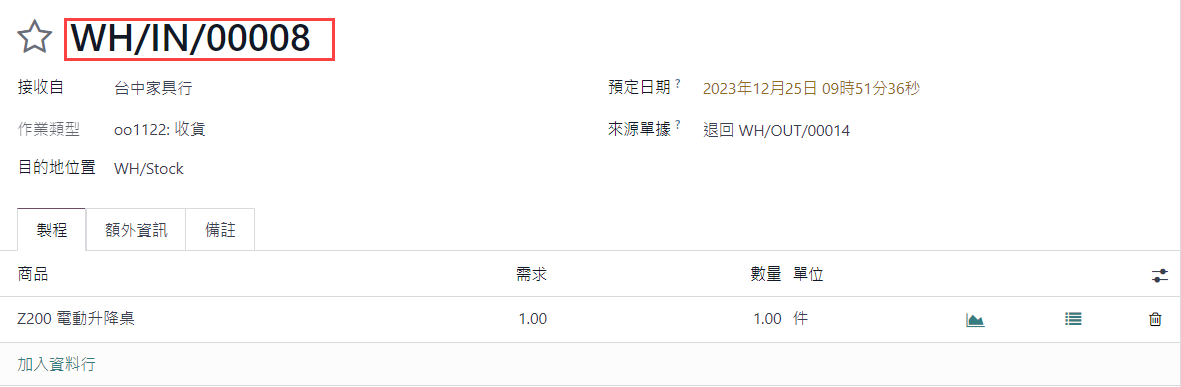 WH/IN/00008
接收自 台中家具行 預定日期 ? 2023年12月25日 09時51分36秒
作業類型 oo1122: 收貨 來源單據 ? 退回 WH/OUT/00014
目的地位置 WH/Stock
製程 額外資訊 備註
商品 需求 數量 單位
Z200 電動升降桌 1.00 1.00 件
加入資料行